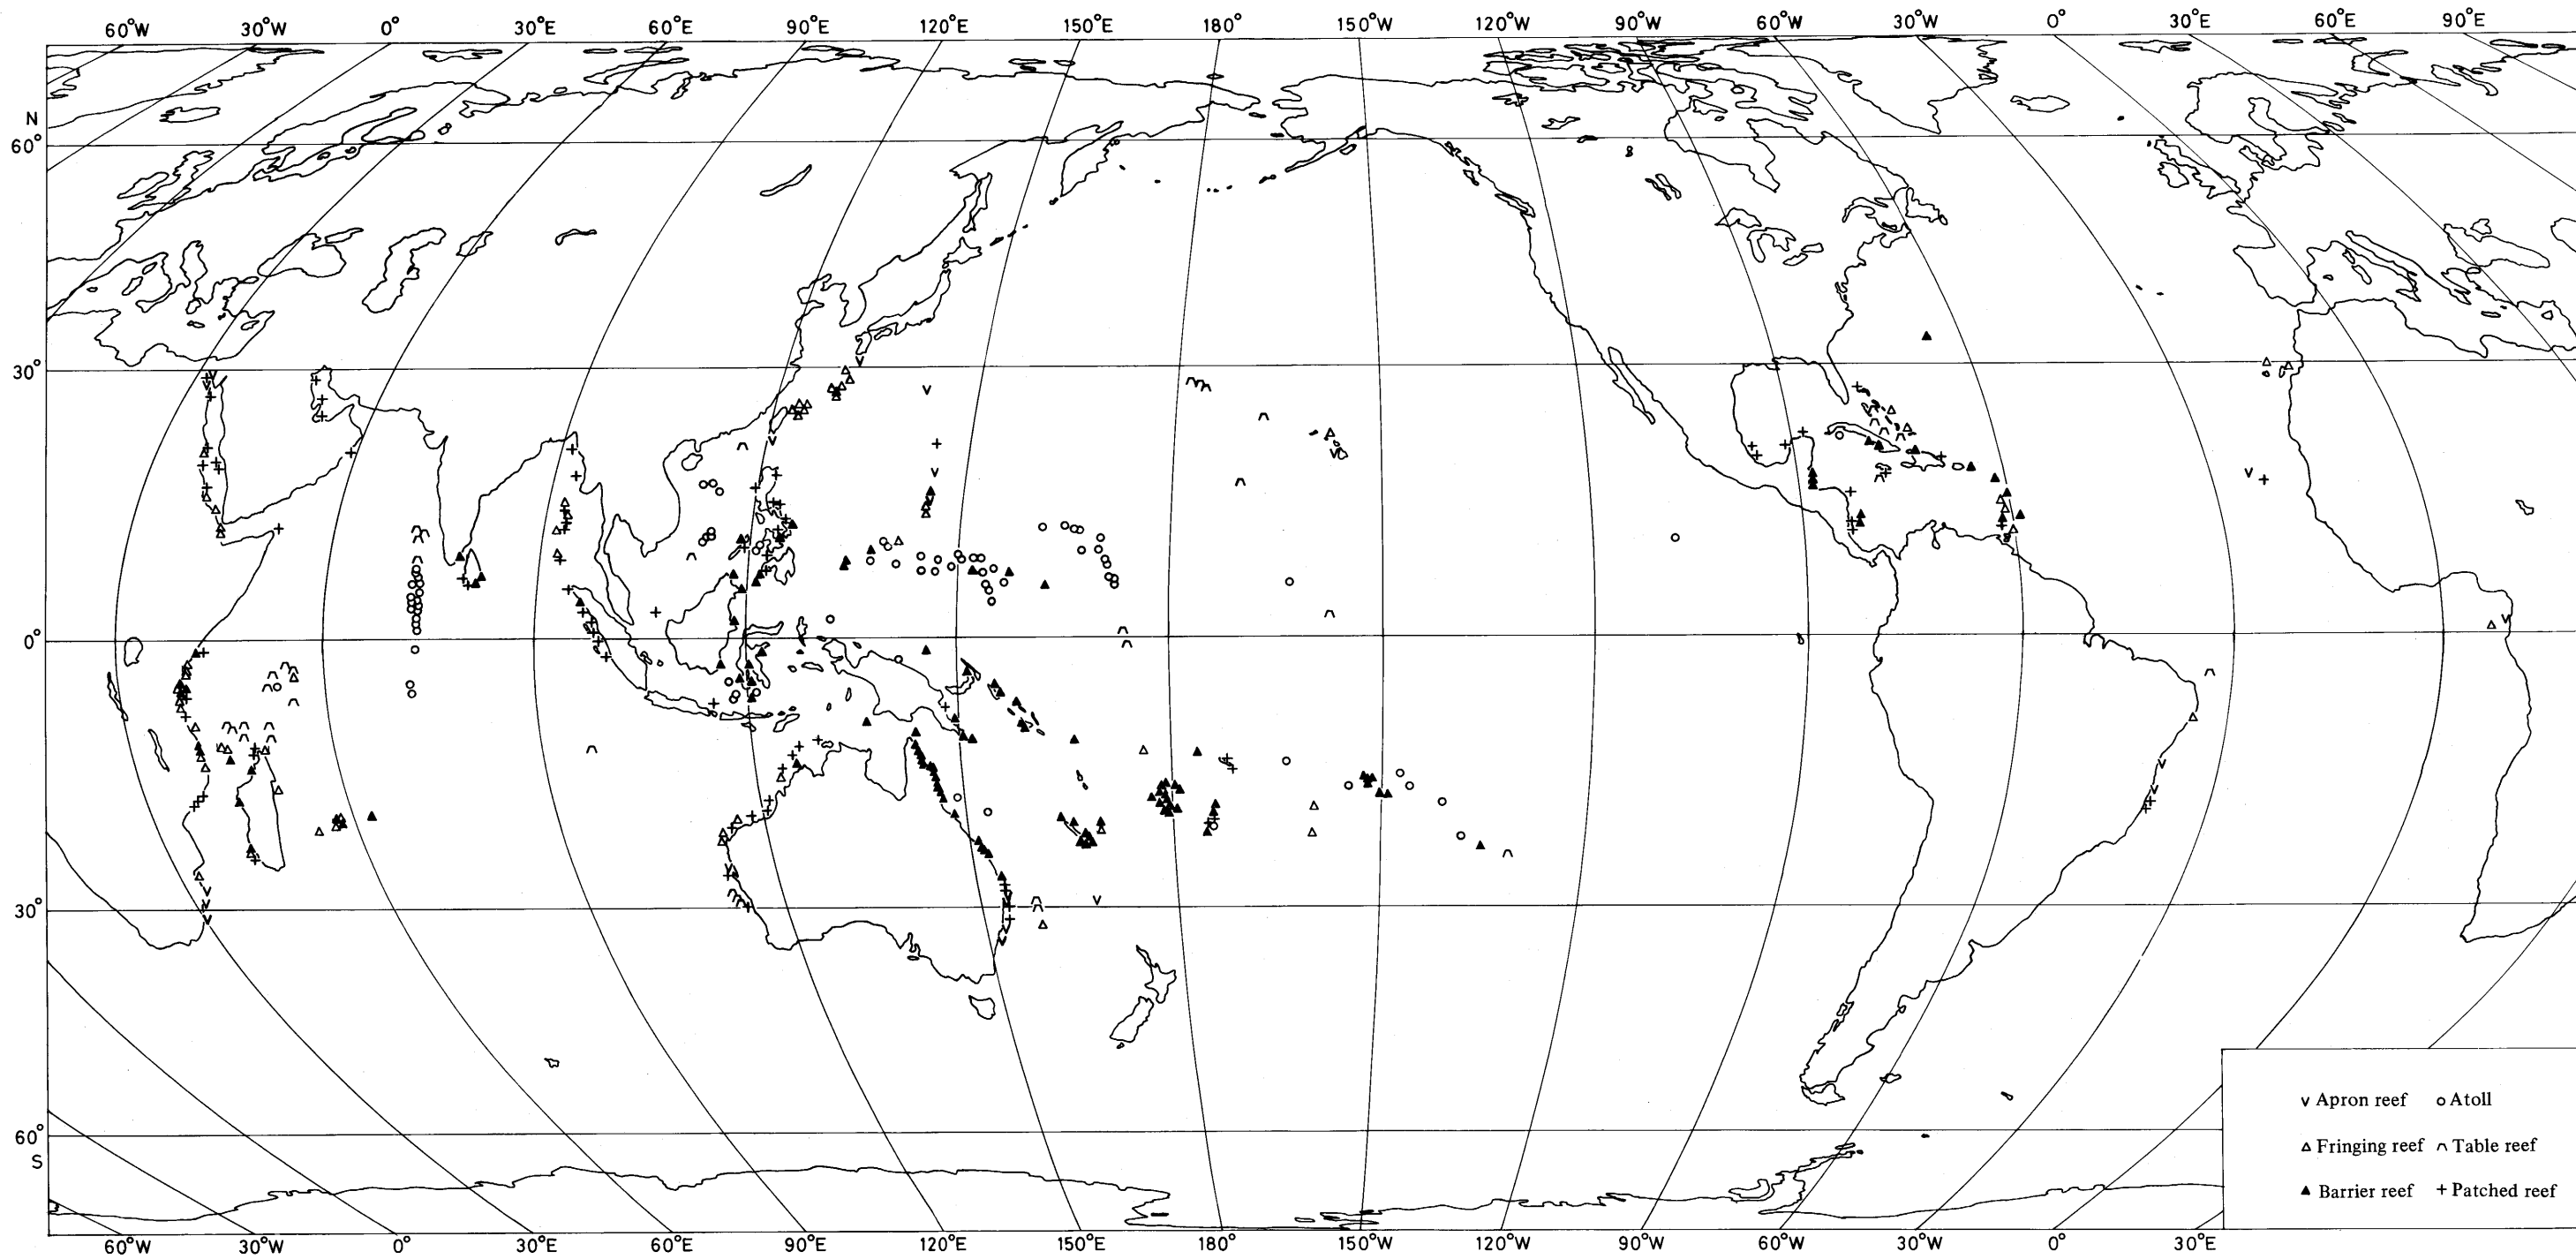 60°W 30°W 0° 30°E 60°E 90°E 120°E 150°E 180° 150°W 120°W 90°W 60°W 30°W 0° 30°E 60°E 90°E
N
60°
30°
0°
30°
60°
S
v Apron reef o Atoll
△ Fringing reef ⌒ Table reef
▲ Barrier reef + Patched reef
60°W 30°W 0° 30°E 60°E 90°E 120°E 150°E 180° 150°W 120°W 90°W 60°W 30°W 0° 30°E